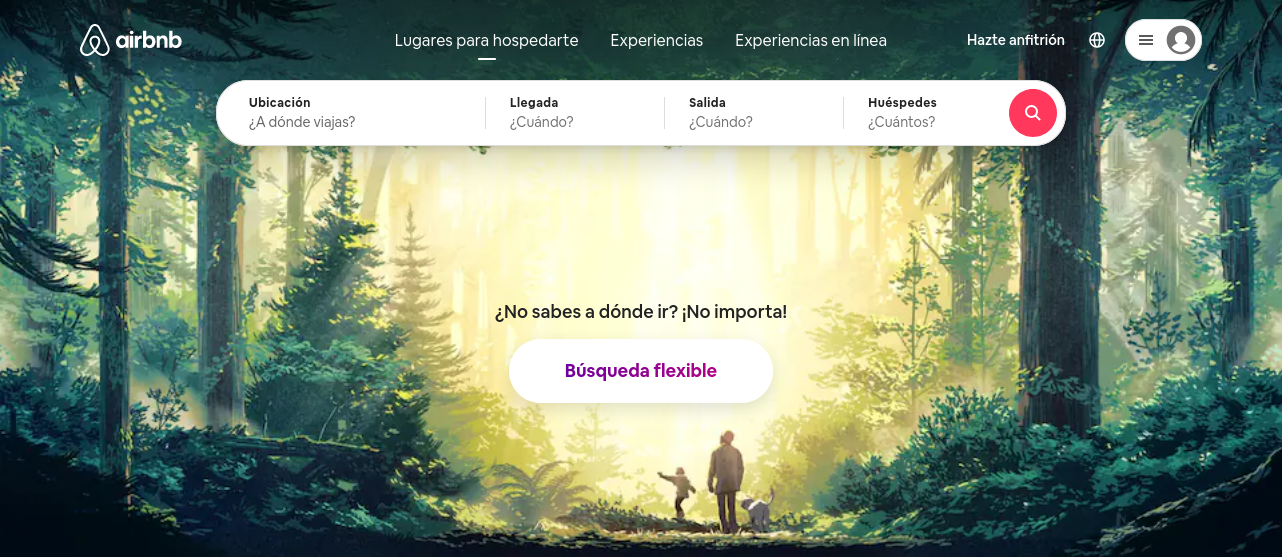 airbnb
Lugares para hospedarte
Experiencias
Experiencias en línea
Hazte anfitrión
Ubicación
¿A dónde viajas?
Llegada
¿Cuándo?
Salida
¿Cuándo?
Huéspedes
¿Cuántos?
¿No sabes a dónde ir? ¡No importa!
Búsqueda flexible